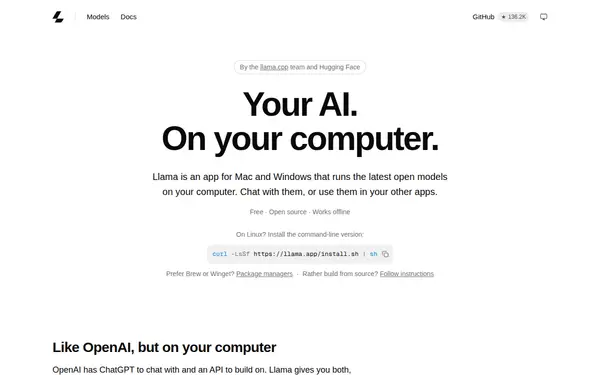 Models Docs GitHub ★ 136.2K
By the llama.cpp team and Hugging Face
Your AI.
On your computer.
Llama is an app for Mac and Windows that runs the latest open models
on your computer. Chat with them, or use them in your other apps.
Free · Open source · Works offline
On Linux? Install the command-line version:
curl -LsSf https://llama.app/install.sh | sh
Prefer Brew or Winget? Package managers. · Rather build from source? Follow instructions.
Like OpenAI, but on your computer
OpenAI has ChatGPT to chat with and an API to build on. Llama gives you both,